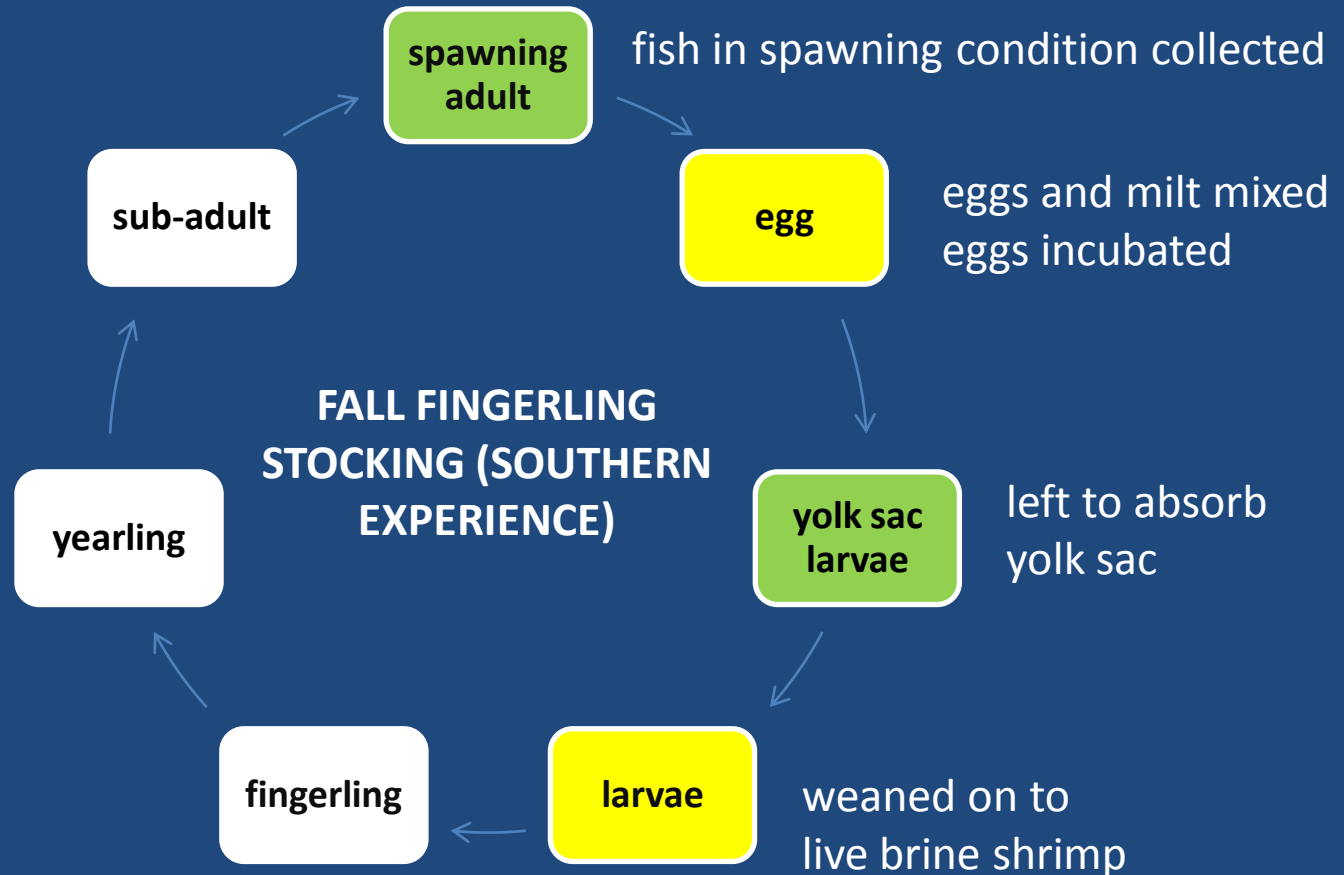 spawning
adult
fish in spawning condition collected
egg
eggs and milt mixed
eggs incubated
yolk sac
larvae
left to absorb
yolk sac
larvae
weaned on to
live brine shrimp
fingerling
yearling
sub-adult
FALL FINGERLING
STOCKING (SOUTHERN
EXPERIENCE)